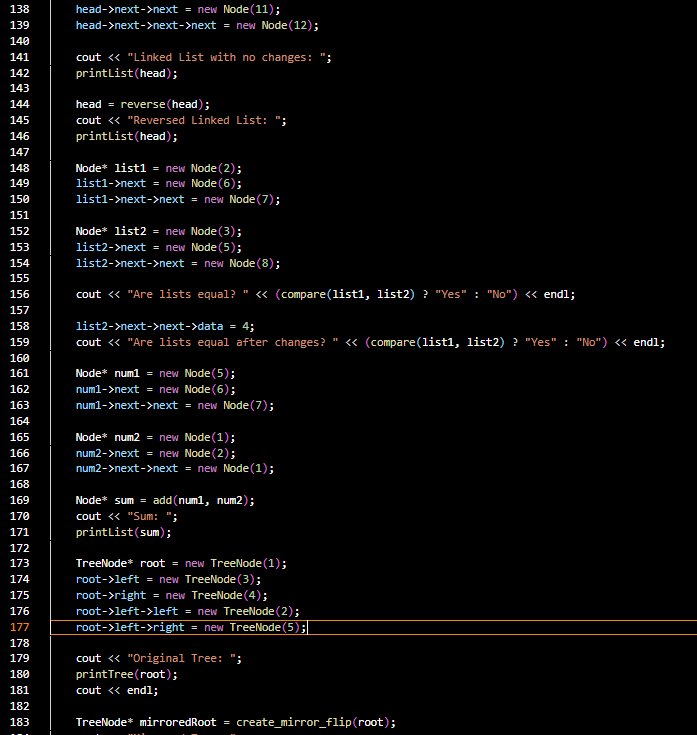 138 head->next->next = new Node(11);
139 head->next->next->next = new Node(12);
140
141 cout << "Linked List with no changes: ";
142 printList(head);
143
144 head = reverse(head);
145 cout << "Reversed Linked List: ";
146 printList(head);
147
148 Node* list1 = new Node(2);
149 list1->next = new Node(6);
150 list1->next->next = new Node(7);
151
152 Node* list2 = new Node(3);
153 list2->next = new Node(5);
154 list2->next->next = new Node(8);
155
156 cout << "Are lists equal? " << (compare(list1, list2) ? "Yes" : "No") << endl;
157
158 list2->next->next->data = 4;
159 cout << "Are lists equal after changes? " << (compare(list1, list2) ? "Yes" : "No") << endl;
160
161 Node* num1 = new Node(5);
162 num1->next = new Node(6);
163 num1->next->next = new Node(7);
164
165 Node* num2 = new Node(1);
166 num2->next = new Node(2);
167 num2->next->next = new Node(1);
168
169 Node* sum = add(num1, num2);
170 cout << "Sum: ";
171 printList(sum);
172
173 TreeNode* root = new TreeNode(1);
174 root->left = new TreeNode(3);
175 root->right = new TreeNode(4);
176 root->left->left = new TreeNode(2);
177 root->left->right = new TreeNode(5);
178
179 cout << "Original Tree: ";
180 printTree(root);
181 cout << endl;
182
183 TreeNode* mirroredRoot = create_mirror_flip(root);